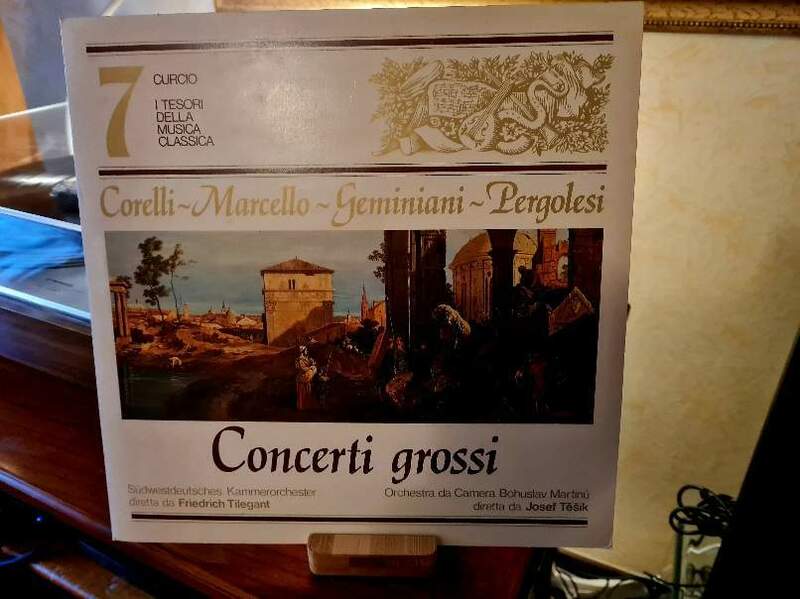 7
CURCIO
I TESORI
DELLA
MUSICA
CLASSICA
Corelli~Marcello~Geminiani~Pergolesi
Concerti grossi
Südwestdeutsches Kammerorchester
diretta da Friedrich Tilegant
Orchestra da Camera Bohuslav Martinů
diretta da Josef Těšík